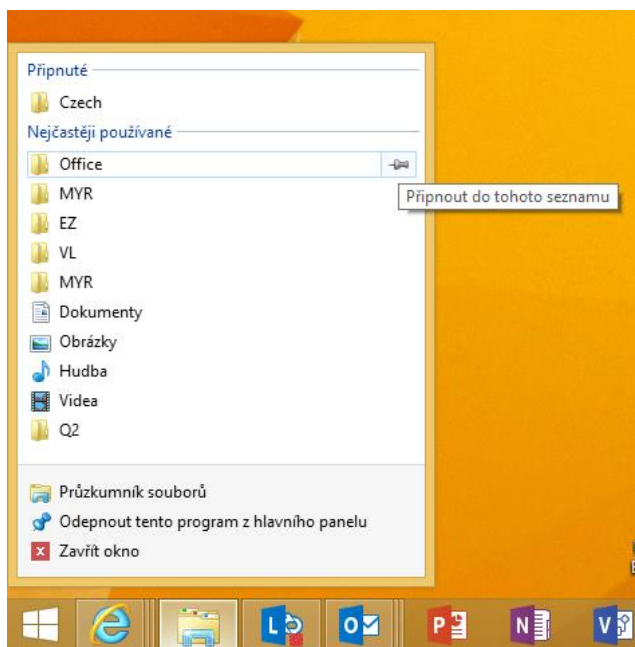 Připnuté
Czech
Nejčastěji používané
Office
Připnout do tohoto seznamu
MYR
EZ
VL
MYR
Dokumenty
Obrázky
Hudba
Videa
Q2
Průzkumník souborů
Odepnout tento program z hlavního panelu
Zavřít okno